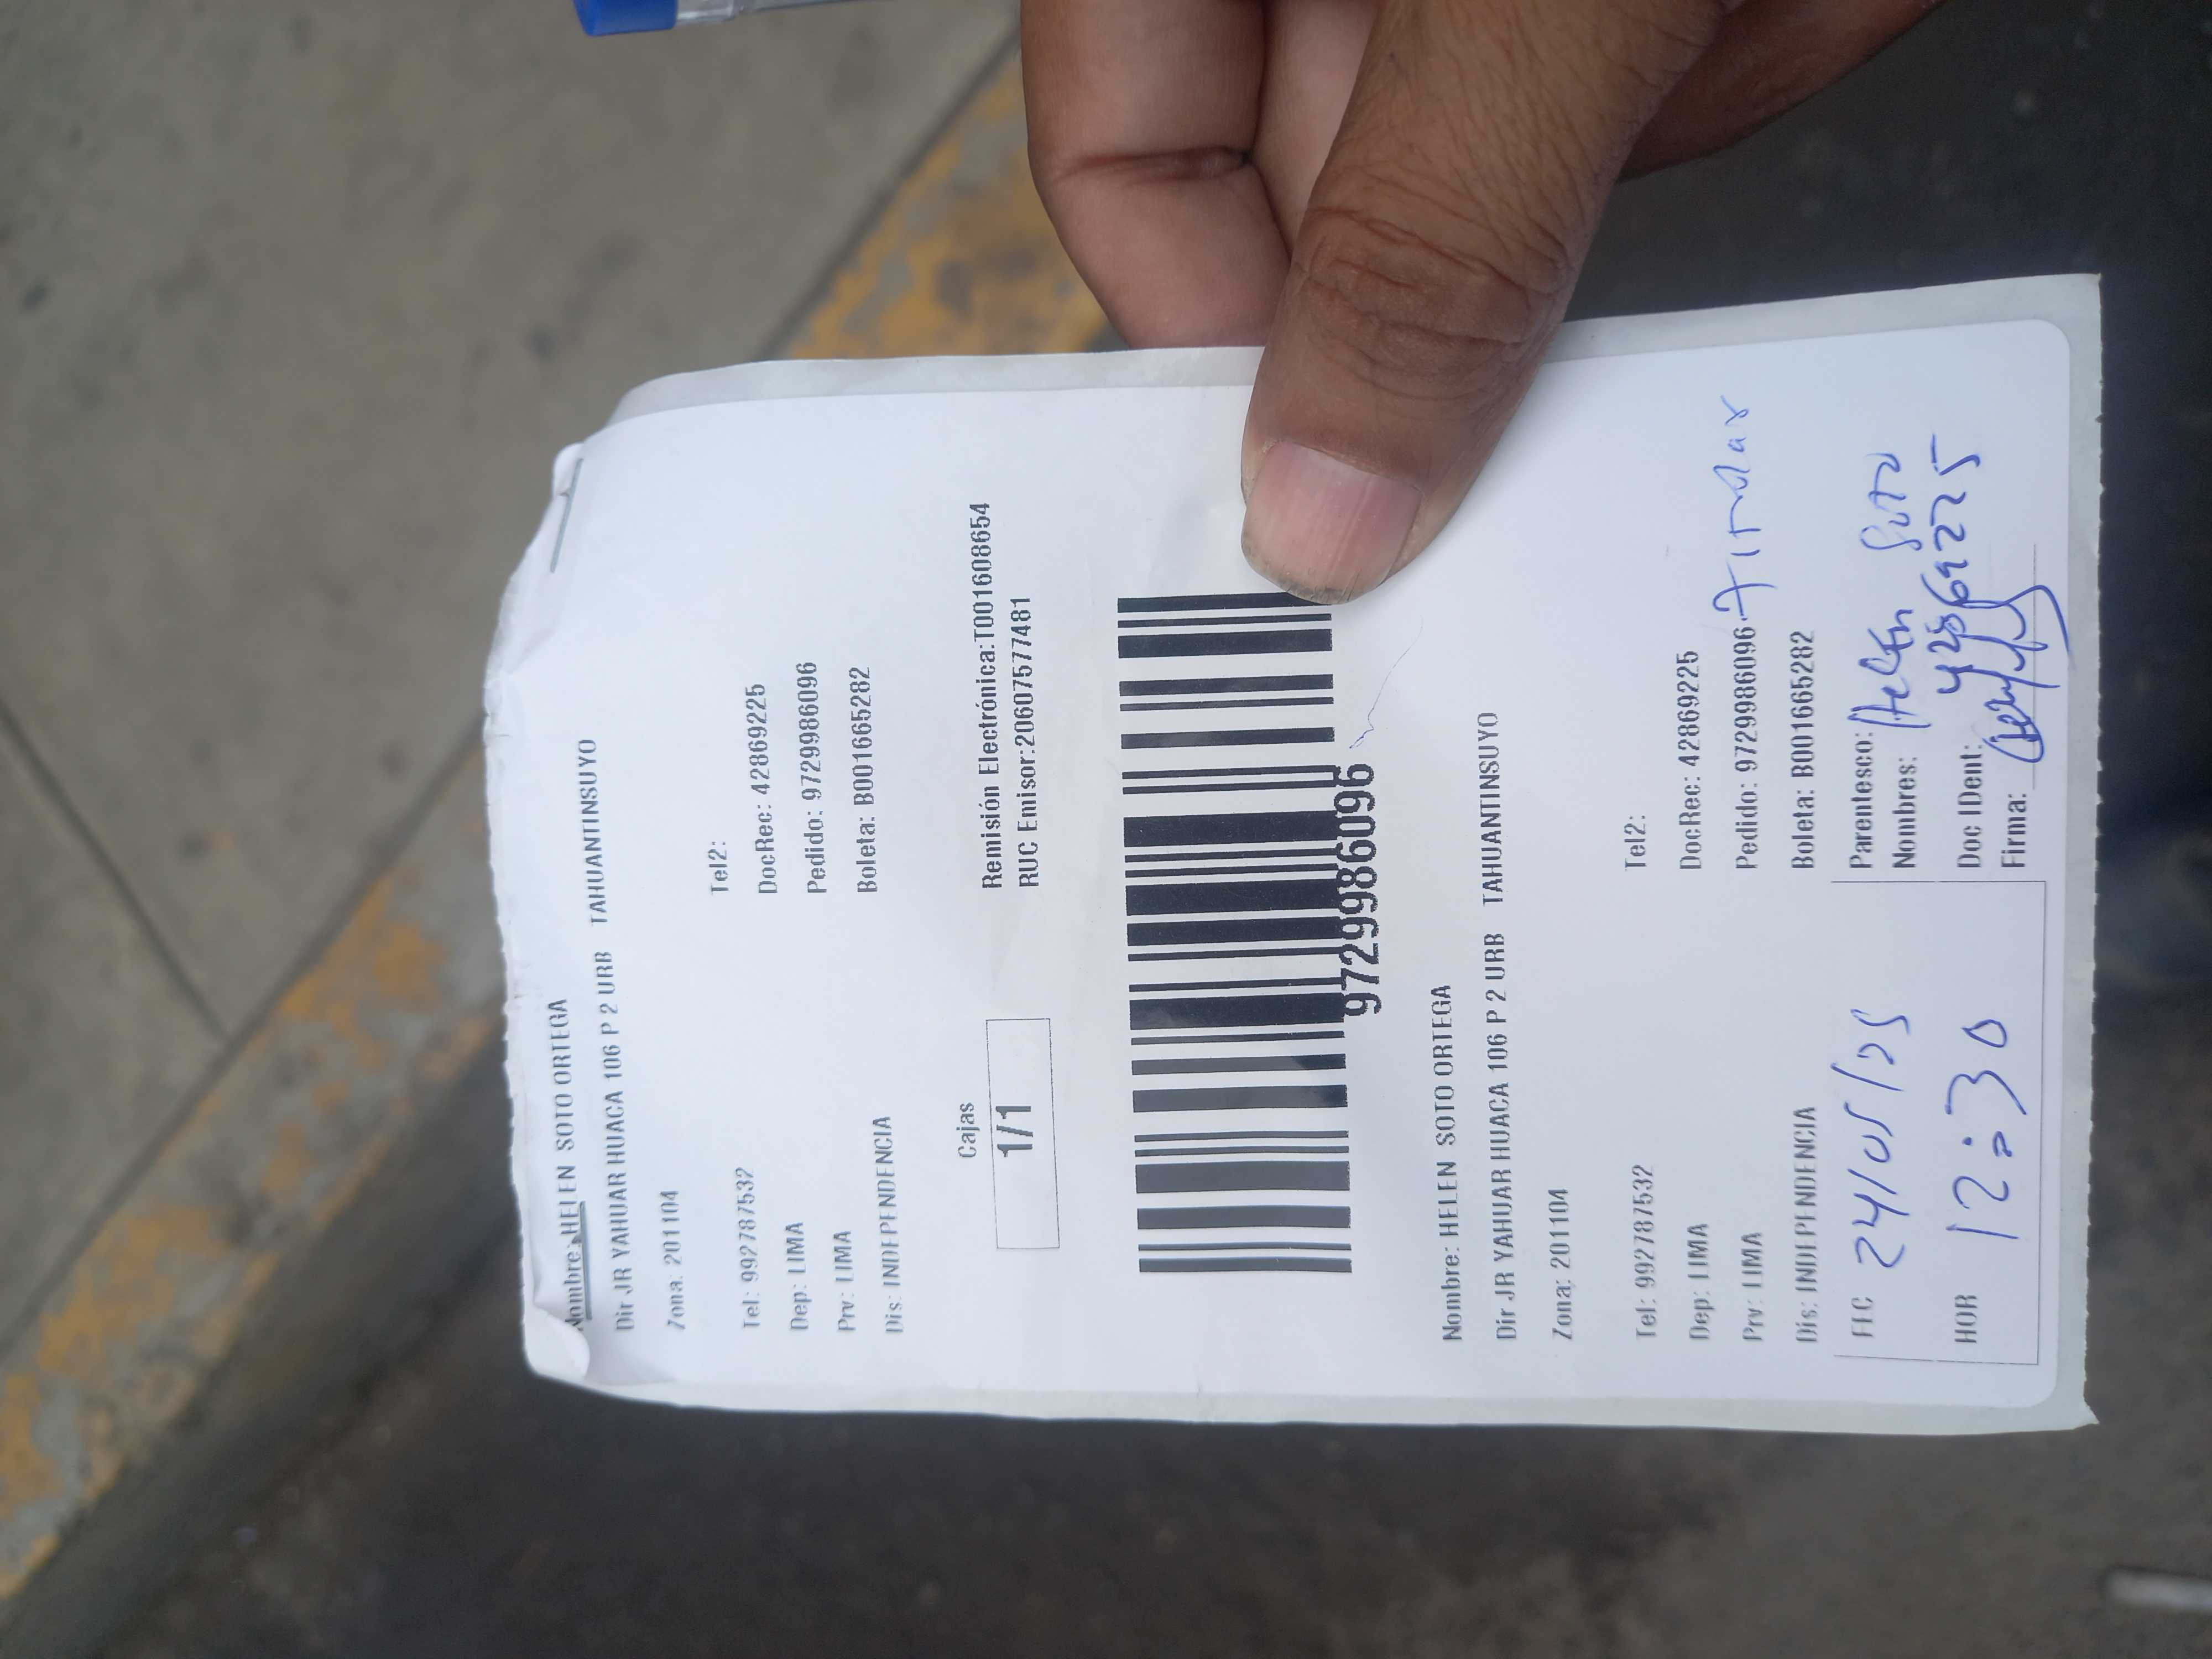 Nombre: HELEN SOTO ORTEGA
Dir JR YAHUAR HUACA 106 P 2 URB TAHUANTINSUYO
Zona: 201104
Tel: 992787532 Tel2:
Dep: LIMA DocRec: 42869225
Prv: LIMA Pedido: 9729986096
Dis: INDEPENDENCIA Boleta: B001665282
Cajas
1/1
Remisión Electrónica:T001608654
RUC Emisor:20607577481
9729986096
Nombre: HELEN SOTO ORTEGA
Dir JR YAHUAR HUACA 106 P 2 URB TAHUANTINSUYO
Zona: 201104
Tel: 992787532 Tel2:
Dep: LIMA DocRec: 42869225
Prv: LIMA Pedido: 9729986096 Titular
Dis: INDEPENDENCIA Boleta: B001665282
FEC 24/05/25 Parentesco:
Nombres: Helen Soto
HOR 12:30 Doc IDent: 42869225
Firma: